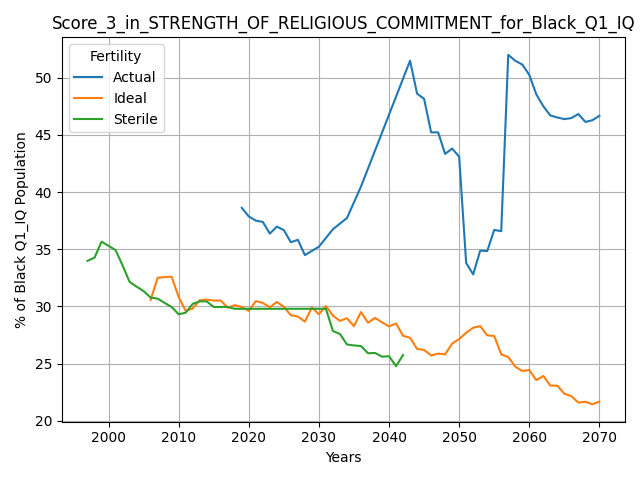 Score_3_in_STRENGTH_OF_RELIGIOUS_COMMITMENT_for_Black_Q1_IQ
Fertility
Actual
Ideal
Sterile
% of Black Q1_IQ Population
50
45
40
35
30
25
20
2000 2010 2020 2030 2040 2050 2060 2070
Years